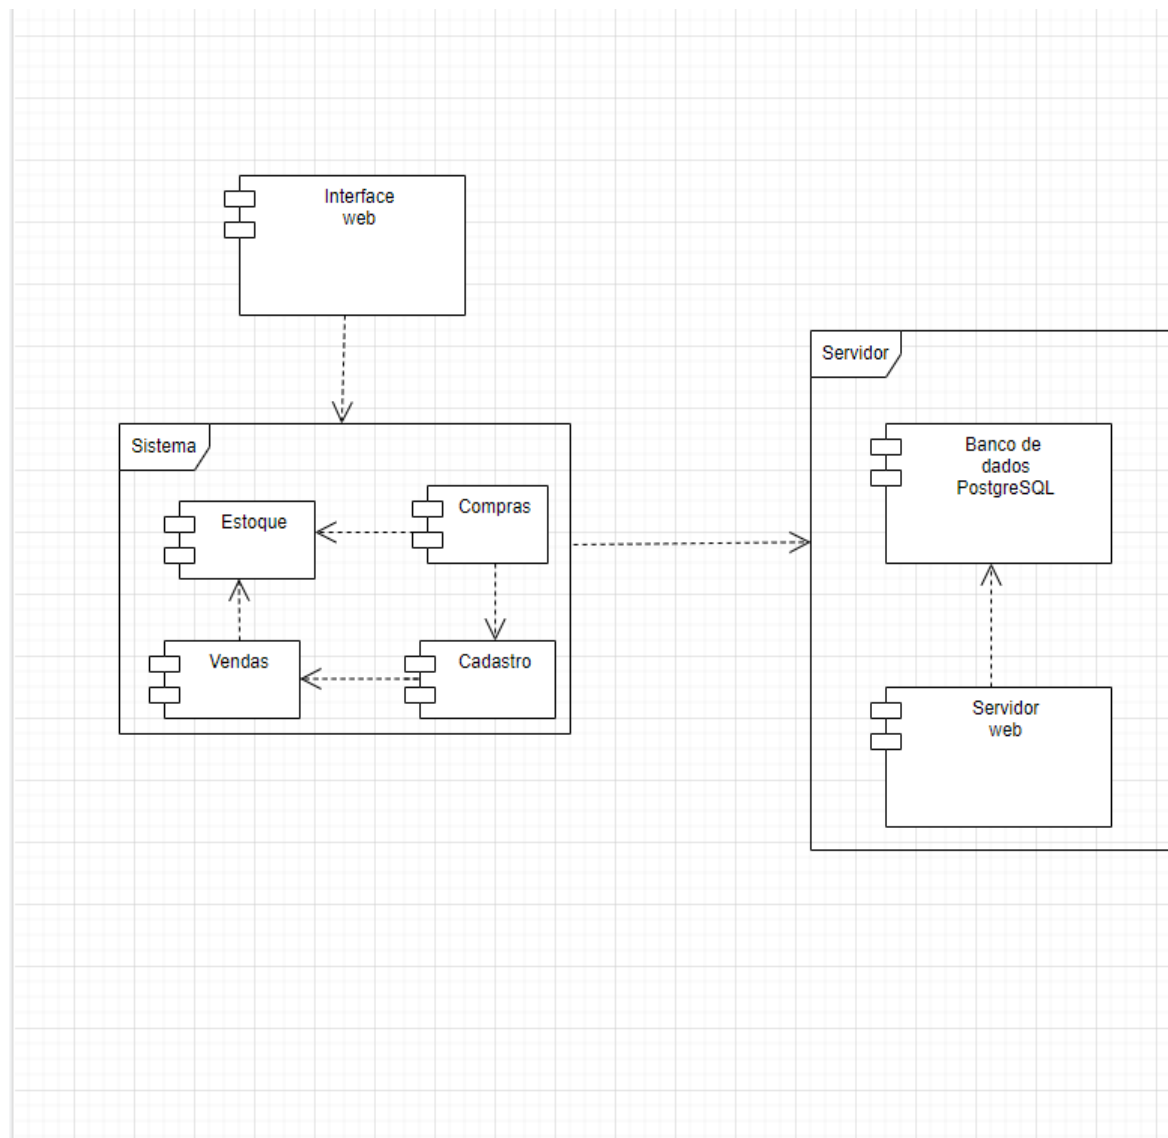 Interface
web
Servidor
Sistema
Banco de
dados
PostgreSQL
Estoque
Compras
Vendas
Cadastro
Servidor
web